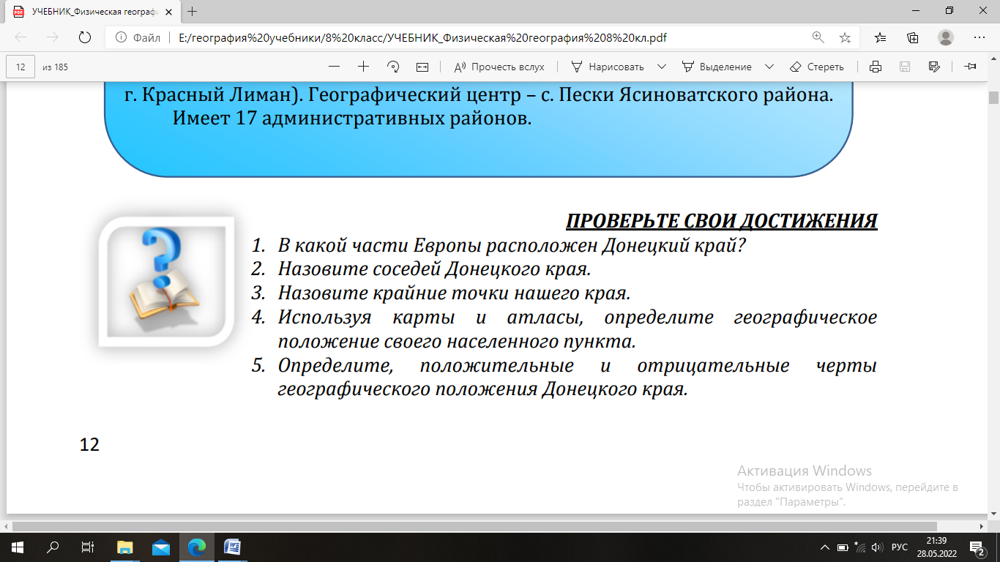 УЧЕБНИК_Физическая географи
Файл
E:/география%20учебники/8%20класс/УЧЕБНИК_Физическая%20география%208%20кл.pdf
12 из 185
Прочесть вслух
Нарисовать
Выделение
Стереть
г. Красный Лиман). Географический центр – с. Пески Ясиноватского района.
Имеет 17 административных районов.
ПРОВЕРЬТЕ СВОИ ДОСТИЖЕНИЯ
1. В какой части Европы расположен Донецкий край?
2. Назовите соседей Донецкого края.
3. Назовите крайние точки нашего края.
4. Используя карты и атласы, определите географическое
положение своего населенного пункта.
5. Определите, положительные и отрицательные черты
географического положения Донецкого края.
12
Активация Windows
Чтобы активировать Windows, перейдите в
раздел "Параметры".
РУС
21:39
28.05.2022
2